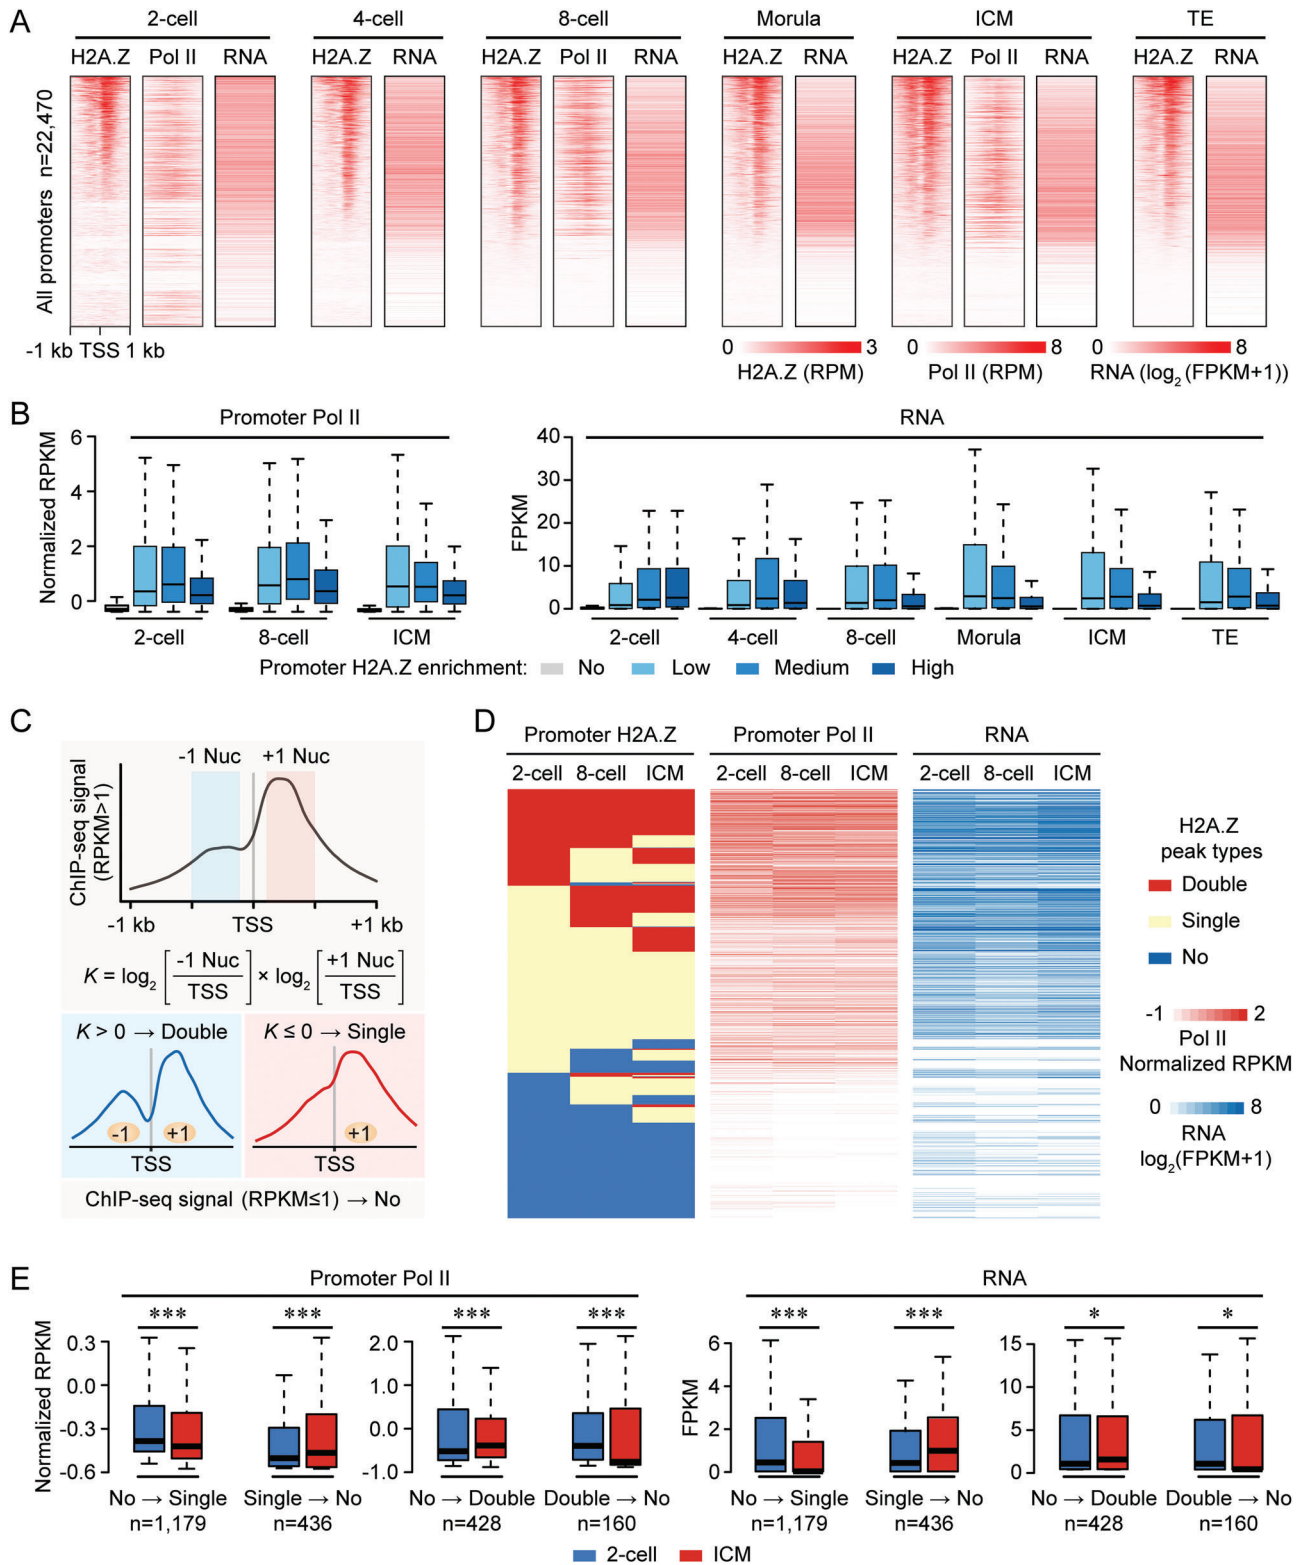 A
2-cell 4-cell 8-cell Morula ICM TE
H2A.Z Pol II RNA H2A.Z RNA H2A.Z Pol II RNA H2A.Z RNA H2A.Z Pol II RNA H2A.Z RNA
All promoters n=22,470
-1 kb TSS 1 kb
0 3
H2A.Z (RPM)
0 8
Pol II (RPM)
0 8
RNA (log2 (FPKM+1))
B
Promoter Pol II
Normalized RPKM
6
4
2
0
2-cell 8-cell ICM
RNA
FPKM
40
30
20
10
0
2-cell 4-cell 8-cell Morula ICM TE
Promoter H2A.Z enrichment: No Low Medium High
C
ChIP-seq signal
(RPKM>1)
-1 Nuc +1 Nuc
-1 kb TSS +1 kb
K = log2 [ -1 Nuc / TSS ] × log2 [ +1 Nuc / TSS ]
K > 0 → Double
-1 +1
TSS
K ≤ 0 → Single
+1
TSS
ChIP-seq signal (RPKM≤1) → No
D
Promoter H2A.Z Promoter Pol II RNA
2-cell 8-cell ICM 2-cell 8-cell ICM 2-cell 8-cell ICM
H2A.Z
peak types
Double
Single
No
-1 2
Pol II
Normalized RPKM
0 8
RNA
log2(FPKM+1)
E
Promoter Pol II
Normalized RPKM
0.3
0.0
-0.3
-0.6
*** ***
No → Single Single → No
n=1,179 n=436
2.0
1.0
0.0
-1.0
*** ***
No → Double Double → No
n=428 n=160
RNA
FPKM
6
4
2
0
*** ***
No → Single Single → No
n=1,179 n=436
15
10
5
0
* *
No → Double Double → No
n=428 n=160
2-cell ICM